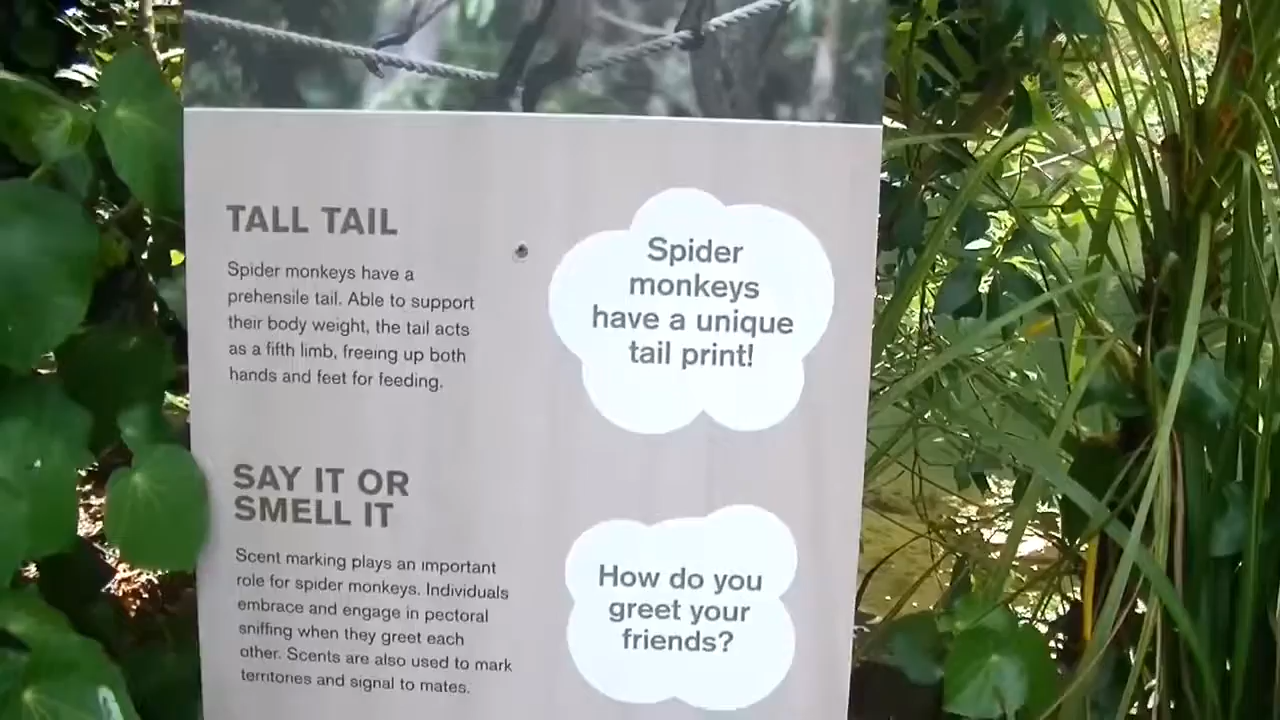 TALL TAIL
Spider monkeys have a
prehensile tail. Able to support
their body weight, the tail acts
as a fifth limb, freeing up both
hands and feet for feeding.
Spider
monkeys
have a unique
tail print!
SAY IT OR
SMELL IT
Scent marking plays an important
role for spider monkeys. Individuals
embrace and engage in pectoral
sniffing when they greet each
other. Scents are also used to mark
territories and signal to mates.
How do you
greet your
friends?